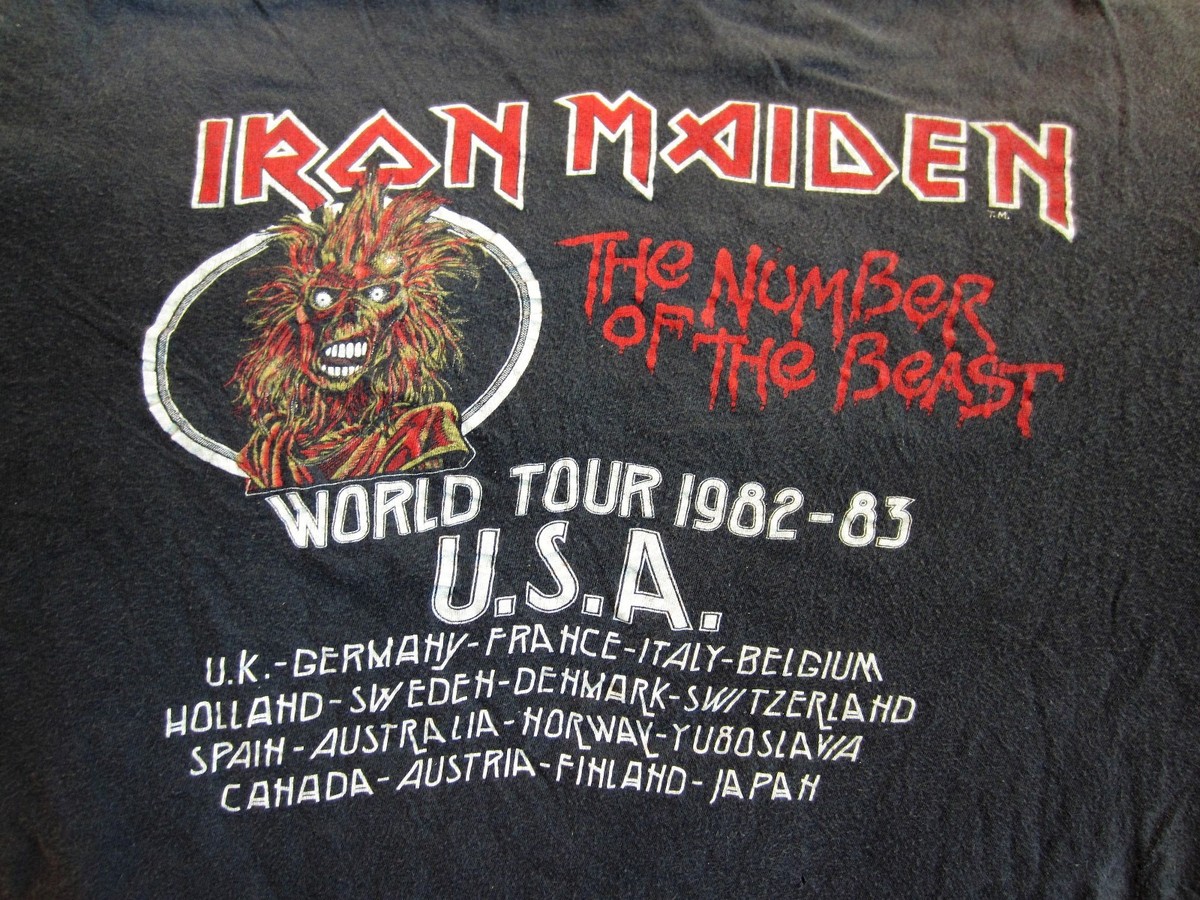 IRON MAIDEN
T.M.
THE NUMBER
OF THE BEAST
WORLD TOUR 1982-83
U.S.A.
U.K.-GERMANY-FRANCE-ITALY-BELGIUM
HOLLAND-SWEDEN-DENMARK-SWITZERLAND
SPAIN-AUSTRALIA-NORWAY-YUGOSLAVIA
CANADA-AUSTRIA-FINLAND-JAPAN